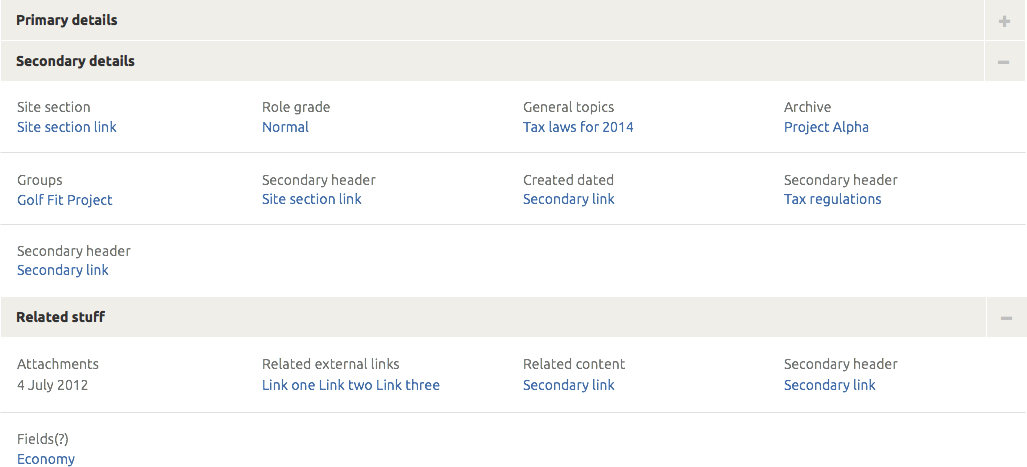 Primary details
Secondary details
Site section Role grade General topics Archive
Site section link Normal Tax laws for 2014 Project Alpha
Groups Secondary header Created dated Secondary header
Golf Fit Project Site section link Secondary link Tax regulations
Secondary header
Secondary link
Related stuff
Attachments Related external links Related content Secondary header
4 July 2012 Link one Link two Link three Secondary link Secondary link
Fields(?)
Economy